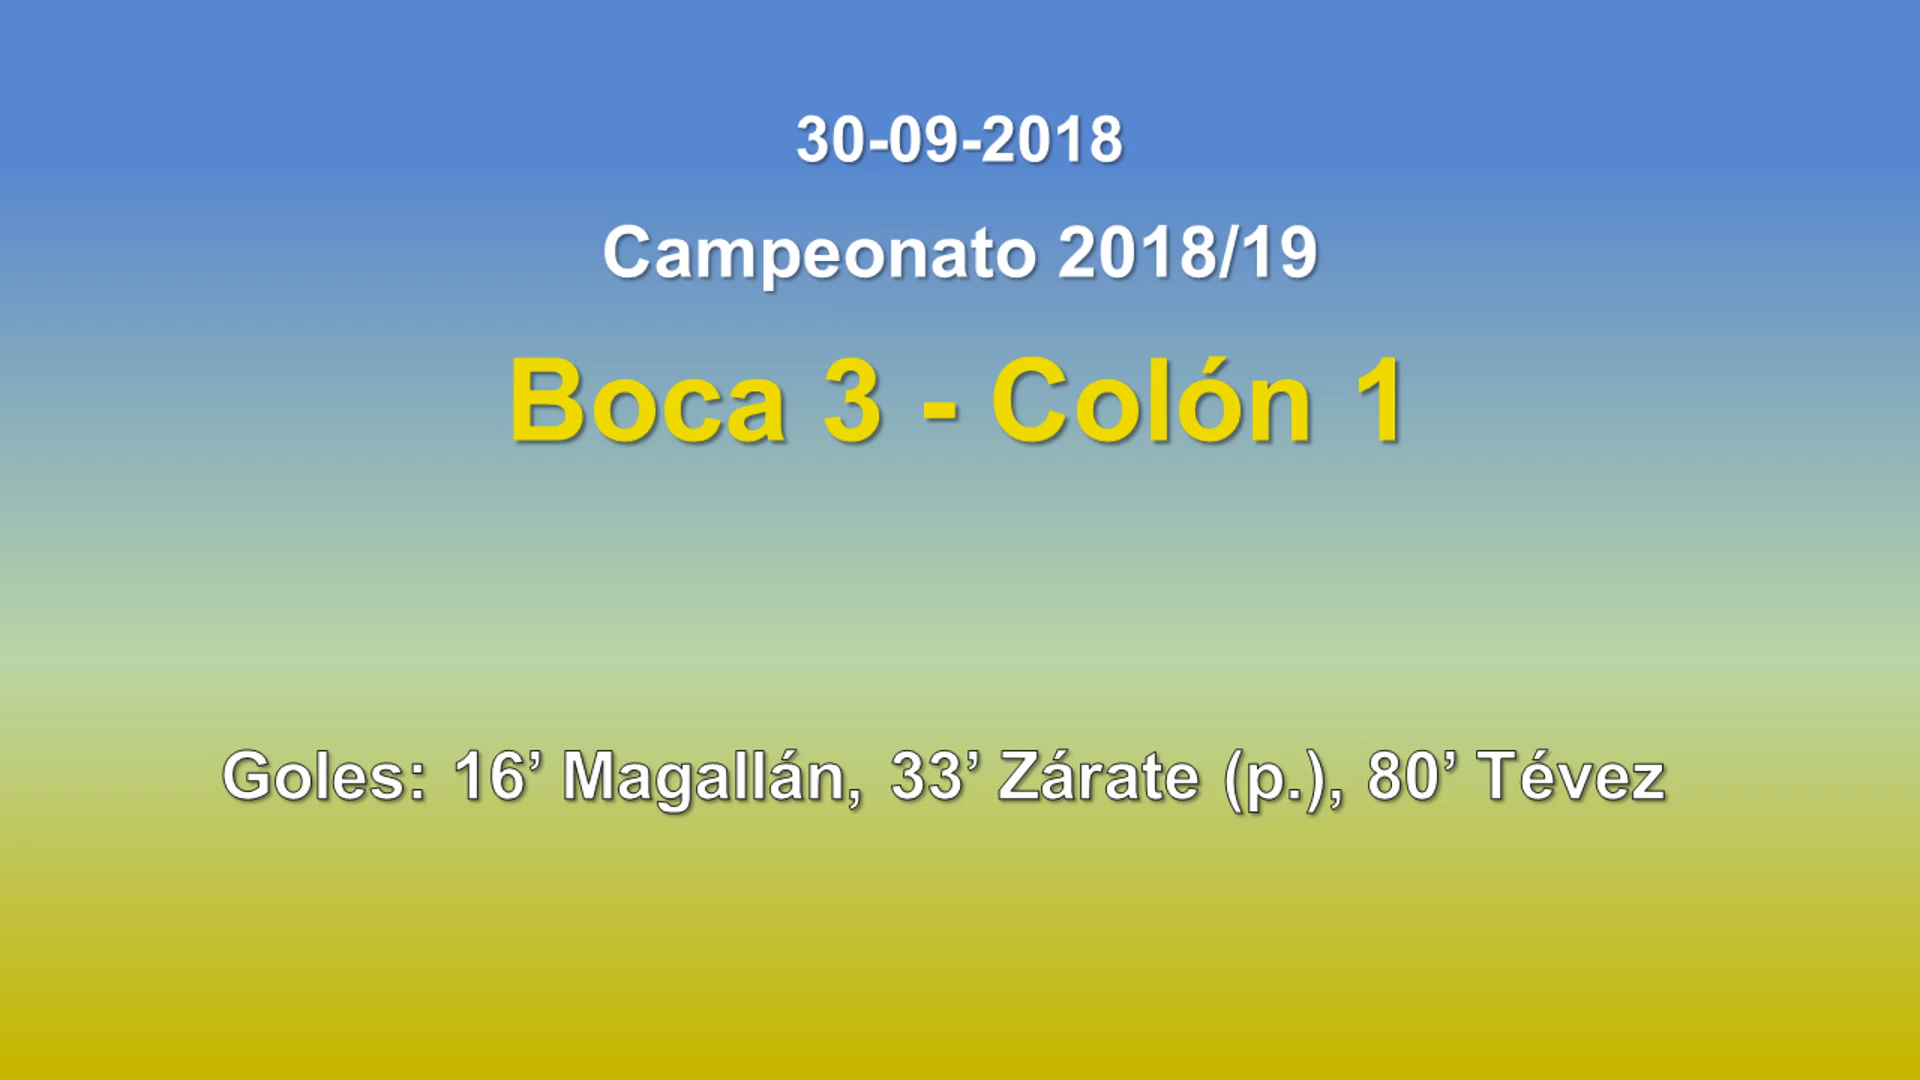 30-09-2018
Campeonato 2018/19
Boca 3 - Colón 1
Goles: 16’ Magallán, 33’ Zárate (p.), 80’ Tévez